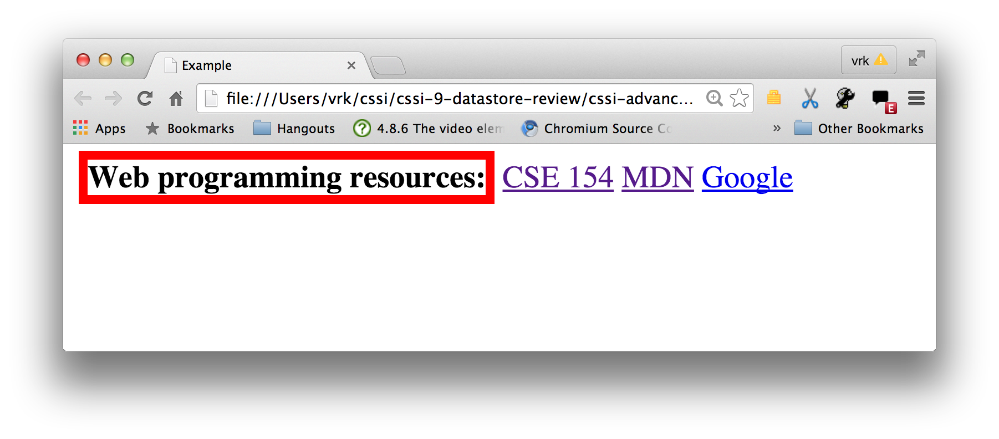 Example
vrk
file:///Users/vrk/cssi/cssi-9-datastore-review/cssi-advanc...
E
Apps Bookmarks Hangouts 4.8.6 The video elem Chromium Source Co » Other Bookmarks
Web programming resources: CSE 154 MDN Google